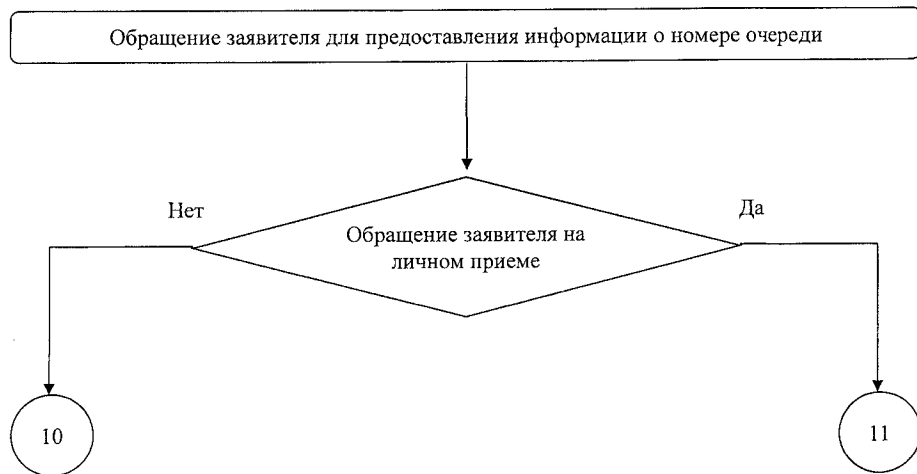 Обращение заявителя для предоставления информации о номере очереди
Нет
Да
Обращение заявителя на
личном приеме
10
11